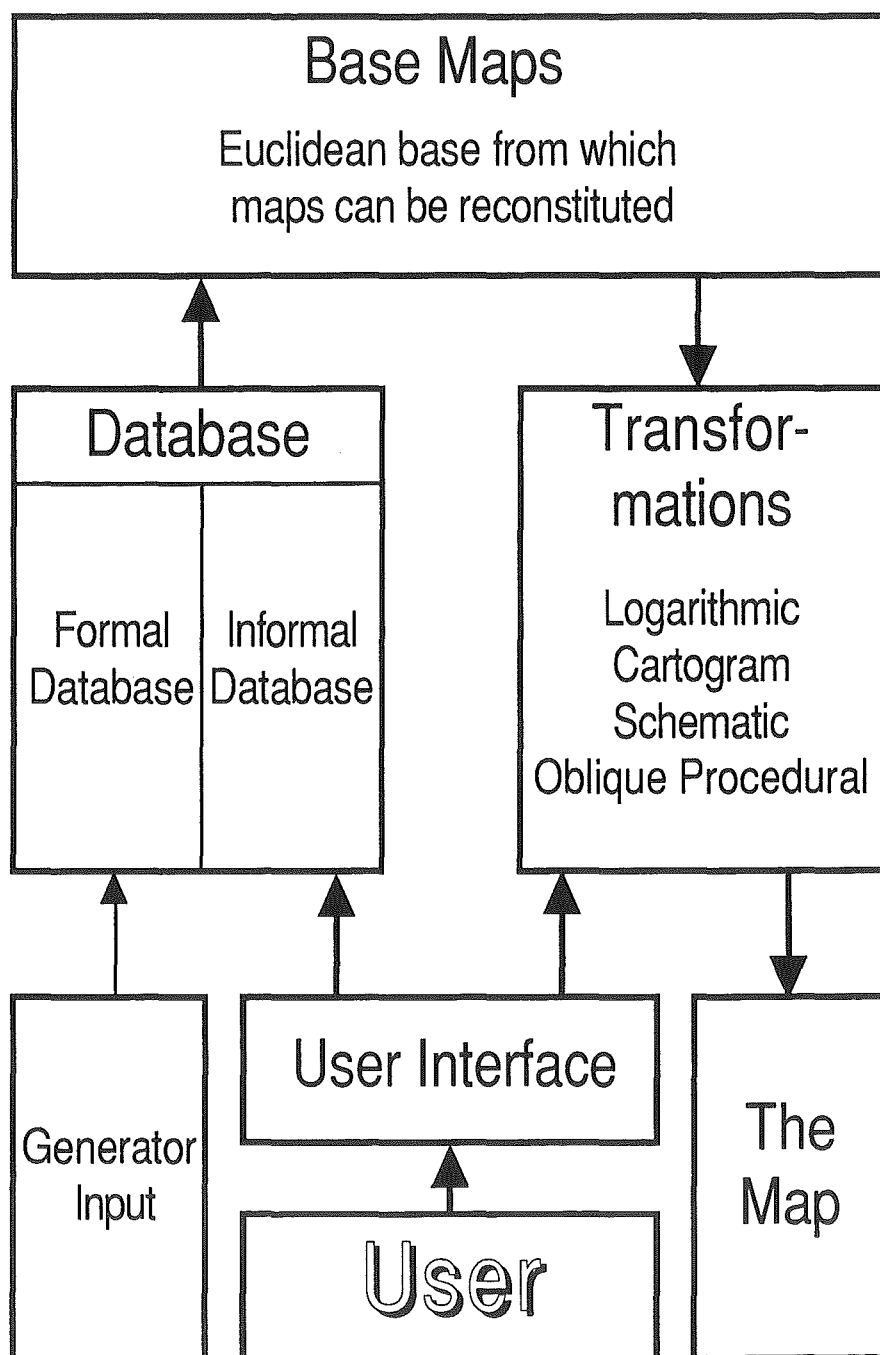 Base Maps
Euclidean base from which
maps can be reconstituted
Database
Formal
Database
Informal
Database
Transfor-
mations
Logarithmic
Cartogram
Schematic
Oblique Procedural
Generator
Input
User Interface
User
The
Map